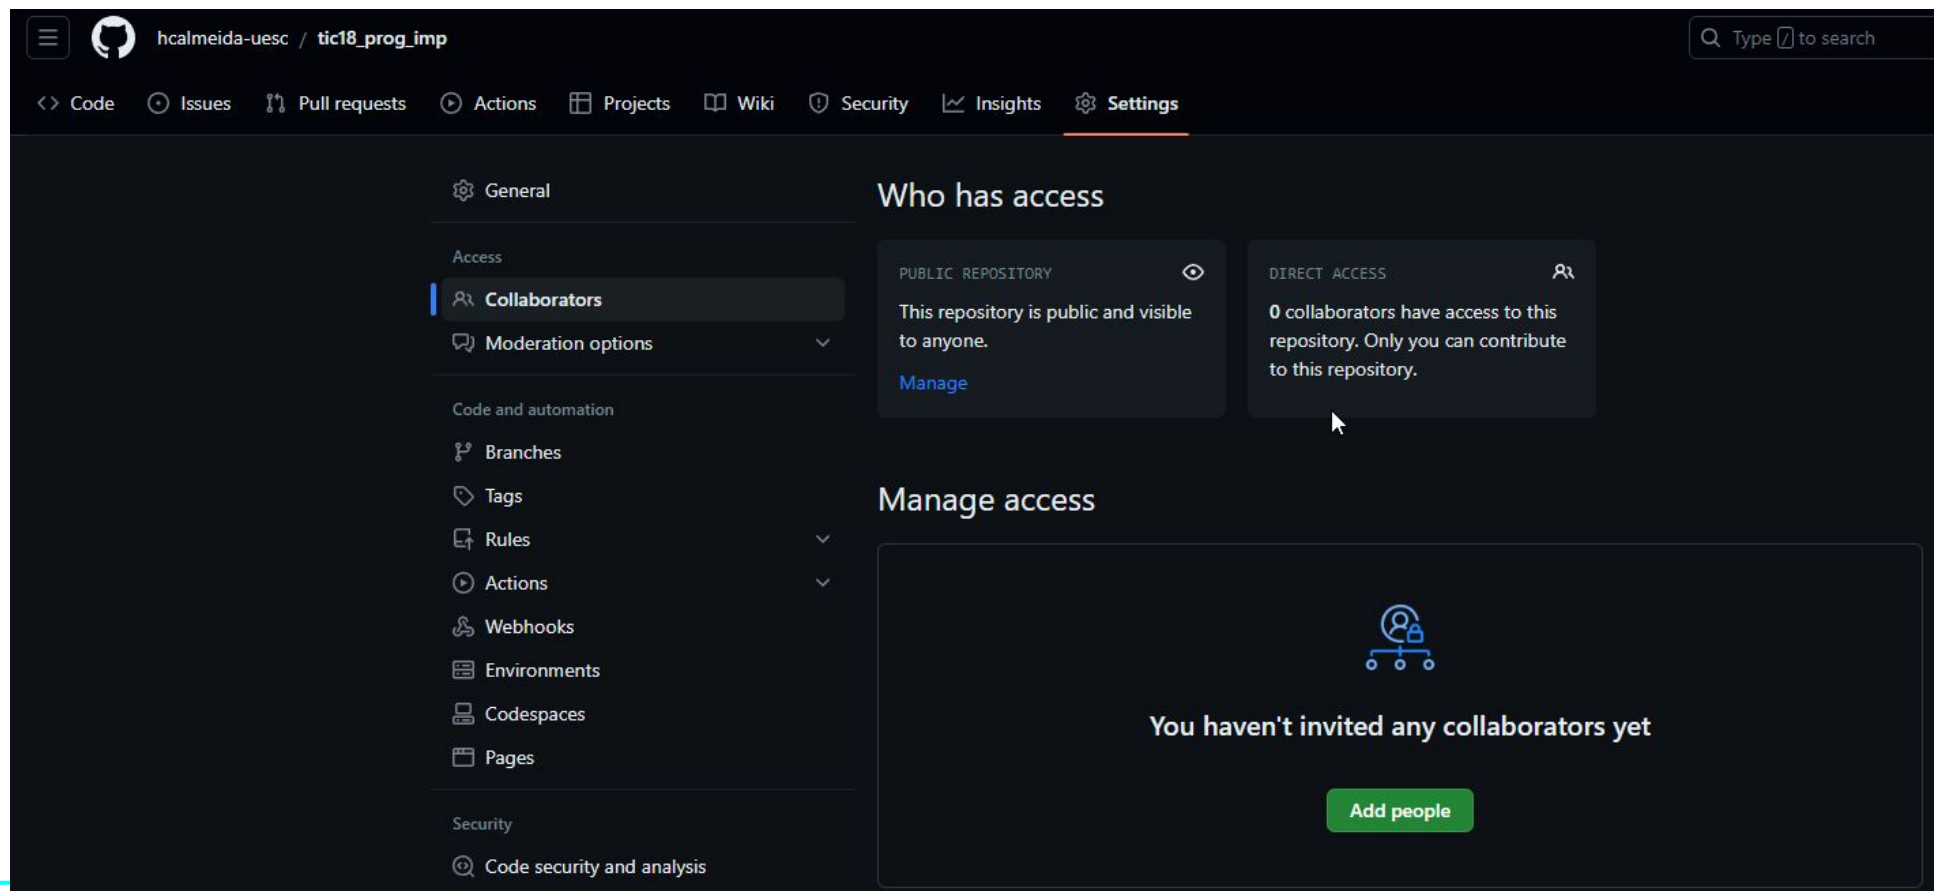 hcalmeida-uesc / tic18_prog_imp
Type / to search
Code Issues Pull requests Actions Projects Wiki Security Insights Settings
General
Access
Collaborators
Moderation options
Code and automation
Branches
Tags
Rules
Actions
Webhooks
Environments
Codespaces
Pages
Security
Code security and analysis
Who has access
PUBLIC REPOSITORY
This repository is public and visible
to anyone.
Manage
DIRECT ACCESS
0 collaborators have access to this
repository. Only you can contribute
to this repository.
Manage access
You haven't invited any collaborators yet
Add people